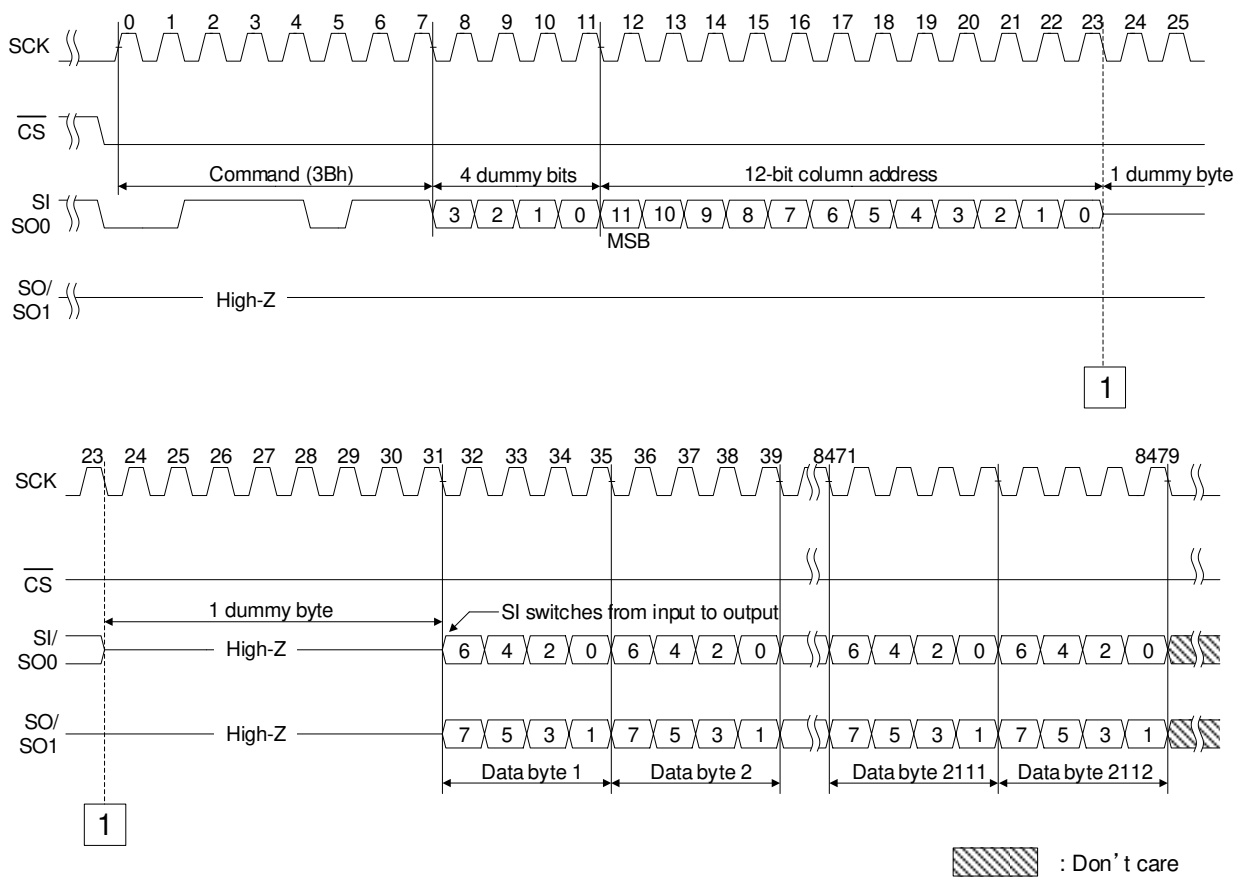 0 1 2 3 4 5 6 7 8 9 10 11 12 13 14 15 16 17 18 19 20 21 22 23 24 25
SCK
CS
Command (3Bh) 4 dummy bits 12-bit column address 1 dummy byte
SI
SO0
3 2 1 0 11 10 9 8 7 6 5 4 3 2 1 0
MSB
SO/
SO1
High-Z
1
23 24 25 26 27 28 29 30 31 32 33 34 35 36 37 38 39 8471 8479
SCK
CS
1 dummy byte
SI switches from input to output
SI/
SO0
High-Z
6 4 2 0 6 4 2 0 6 4 2 0 6 4 2 0
SO/
SO1
High-Z
7 5 3 1 7 5 3 1 7 5 3 1 7 5 3 1
Data byte 1 Data byte 2 Data byte 2111 Data byte 2112
1
: Don't care